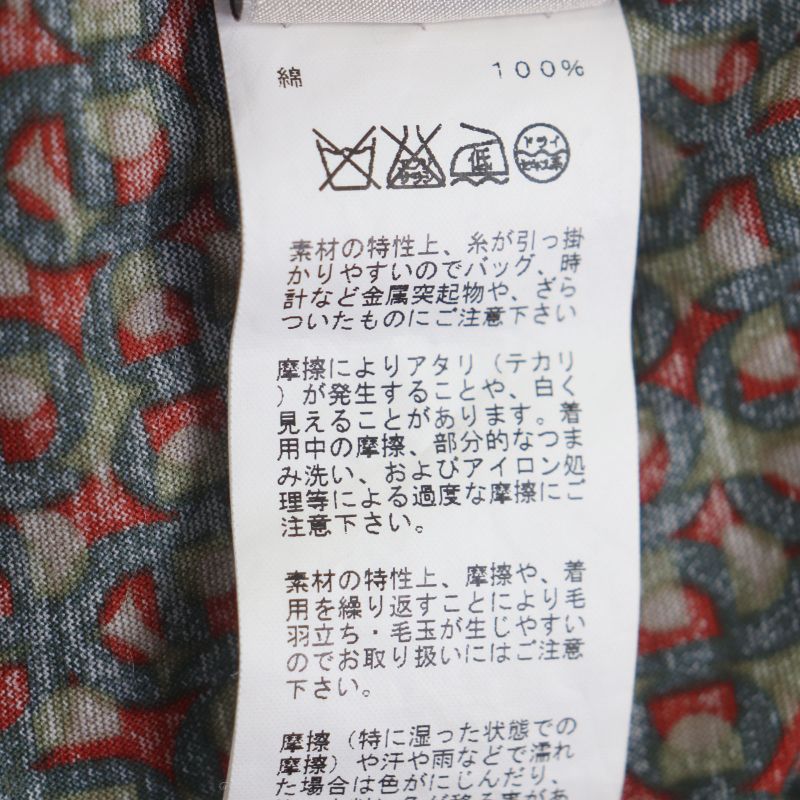 綿 100%
エンソ サラシ 低 ドライ セキユ系
素材の特性上、糸が引っ掛
かりやすいのでバッグ、時
計など金属突起物や、ざら
ついたものにご注意下さい
摩擦によりアタリ（テカリ
）が発生することや、白く
見えることがあります。着
用中の摩擦、部分的なつま
み洗い、およびアイロン処
理等による過度な摩擦にご
注意下さい。
素材の特性上、摩擦や、着
用を繰り返すことにより毛
羽立ち・毛玉が生じやすい
のでお取り扱いにはご注意
下さい。
摩擦（特に湿った状態での
摩擦）や汗や雨などで濡れ
た場合は色がにじんだり、